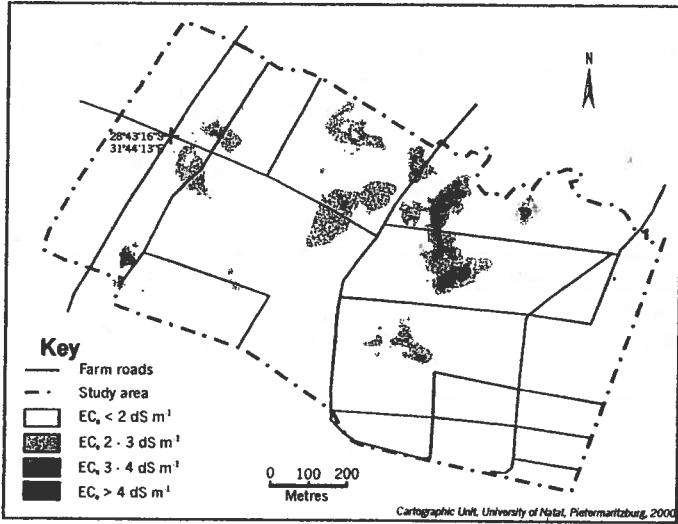 N
28°43'16"S
31°44'13"E
Key
Farm roads
Study area
ECₑ < 2 dS m⁻¹
ECₑ 2 - 3 dS m⁻¹
ECₑ 3 - 4 dS m⁻¹
ECₑ > 4 dS m⁻¹
0 100 200
Metres
Cartographic Unit, University of Natal, Pietermaritzburg, 2000